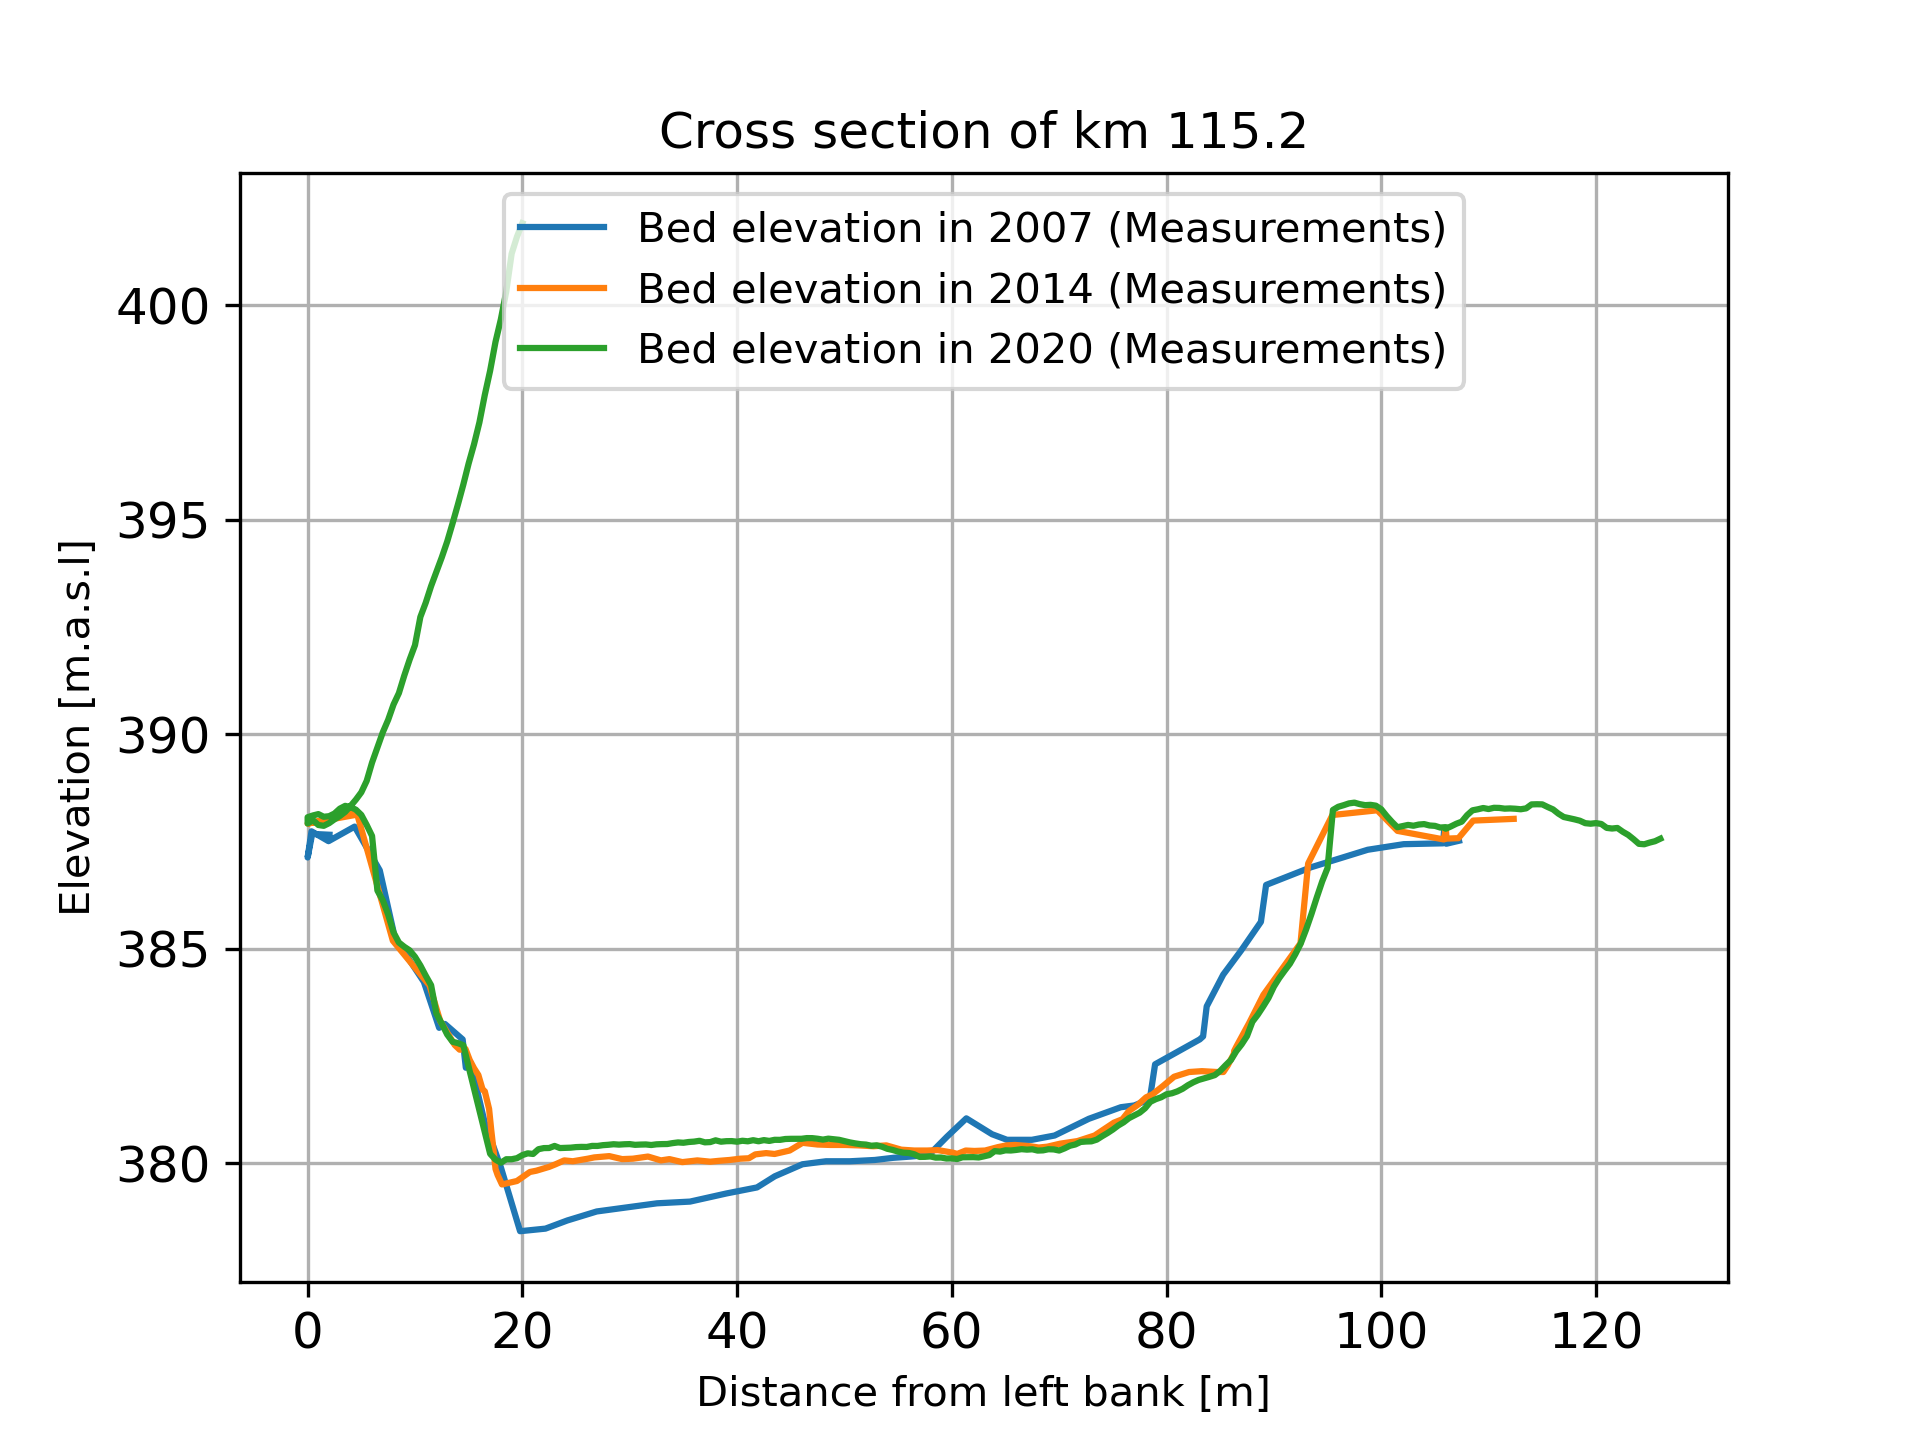 Cross section of km 115.2
Bed elevation in 2007 (Measurements)
Bed elevation in 2014 (Measurements)
Bed elevation in 2020 (Measurements)
Elevation [m.a.s.l]
400
395
390
385
380
0 20 40 60 80 100 120
Distance from left bank [m]